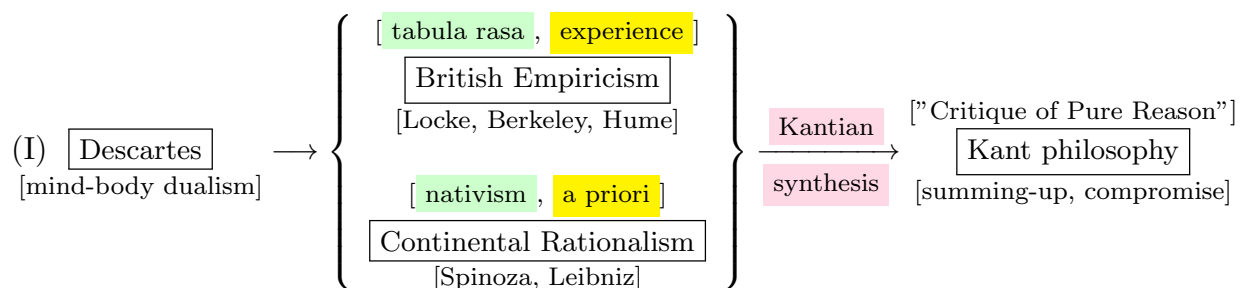 [ tabula rasa , experience ]
British Empiricism
[Locke, Berkeley, Hume]
(I) Descartes
[mind-body dualism]
[ nativism , a priori ]
Continental Rationalism
[Spinoza, Leibniz]
Kantian
synthesis
["Critique of Pure Reason"]
Kant philosophy
[summing-up, compromise]